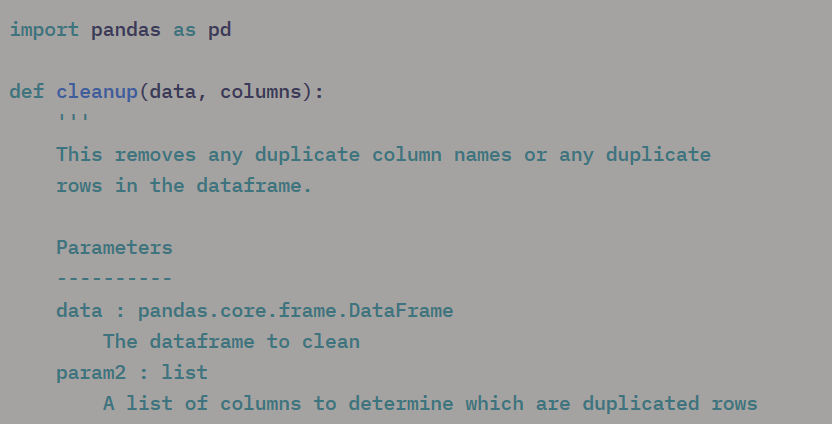 import pandas as pd
def cleanup(data, columns):
'''
This removes any duplicate column names or any duplicate
rows in the dataframe.
Parameters
----------
data : pandas.core.frame.DataFrame
The dataframe to clean
param2 : list
A list of columns to determine which are duplicated rows